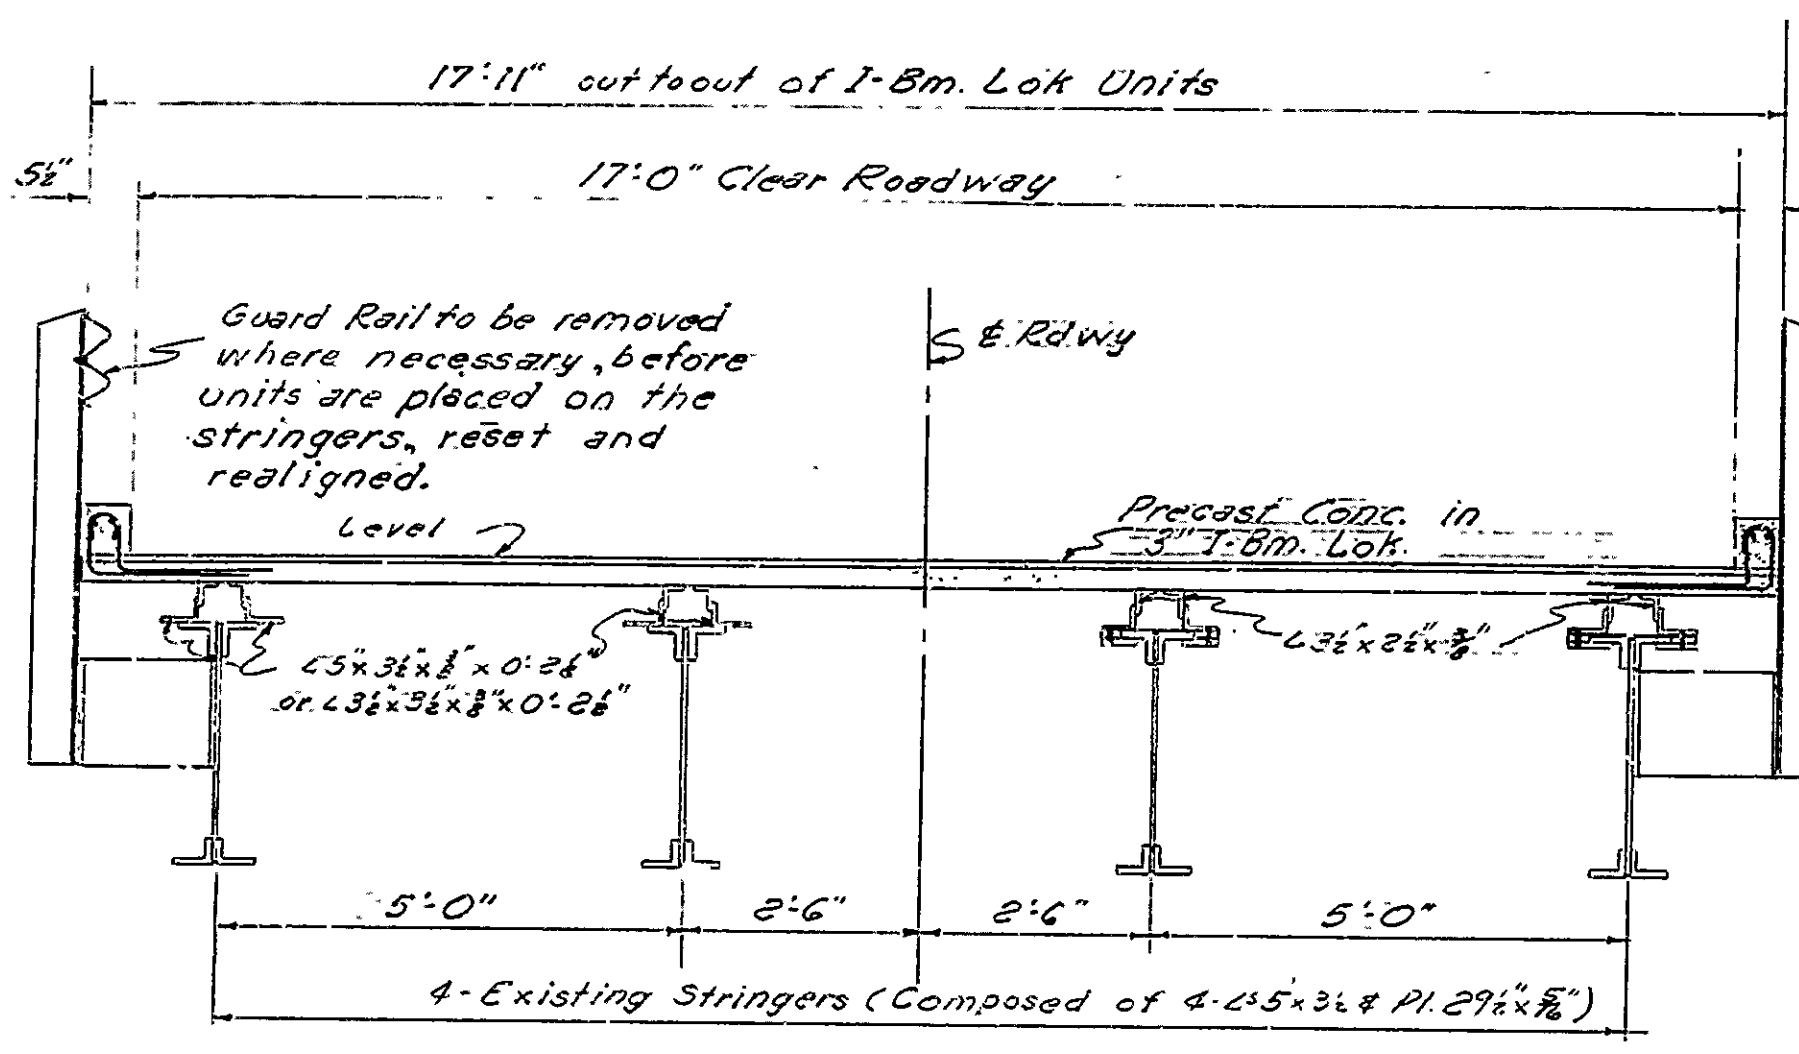 17'-11" out to out of I-Bm. Lok Units
5½"
17'-0" Clear Roadway
Guard Rail to be removed
where necessary, before
units are placed on the
stringers, reset and
realigned.
℄ Rdwy
Level
Precast Conc. in
3" I-Bm. Lok.
∠5"x3½"x⅜"x0'-2⅛"
or ∠3½"x3½"x⅜"x0'-2⅛"
∠3½"x2½"x⅜"
5'-0"
2'-6"
2'-6"
5'-0"
4-Existing Stringers (Composed of 4-∠s 5x3½ & Pl. 29½"x5/16")